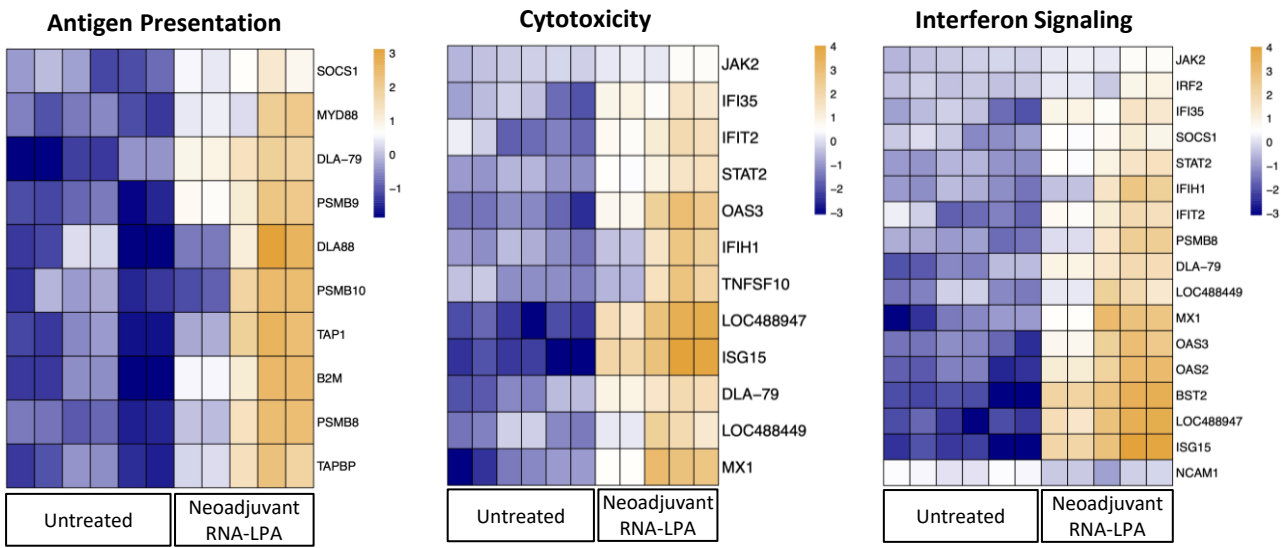 Antigen Presentation
SOCS1
MYD88
DLA-79
PSMB9
DLA88
PSMB10
TAP1
B2M
PSMB8
TAPBP
3
2
1
0
-1
Untreated
Neoadjuvant
RNA-LPA
Cytotoxicity
JAK2
IFI35
IFIT2
STAT2
OAS3
IFIH1
TNFSF10
LOC488947
ISG15
DLA-79
LOC488449
MX1
4
3
2
1
0
-1
-2
-3
Untreated
Neoadjuvant
RNA-LPA
Interferon Signaling
JAK2
IRF2
IFI35
SOCS1
STAT2
IFIH1
IFIT2
PSMB8
DLA-79
LOC488449
MX1
OAS3
OAS2
BST2
LOC488947
ISG15
NCAM1
4
3
2
1
0
-1
-2
-3
Untreated
Neoadjuvant
RNA-LPA